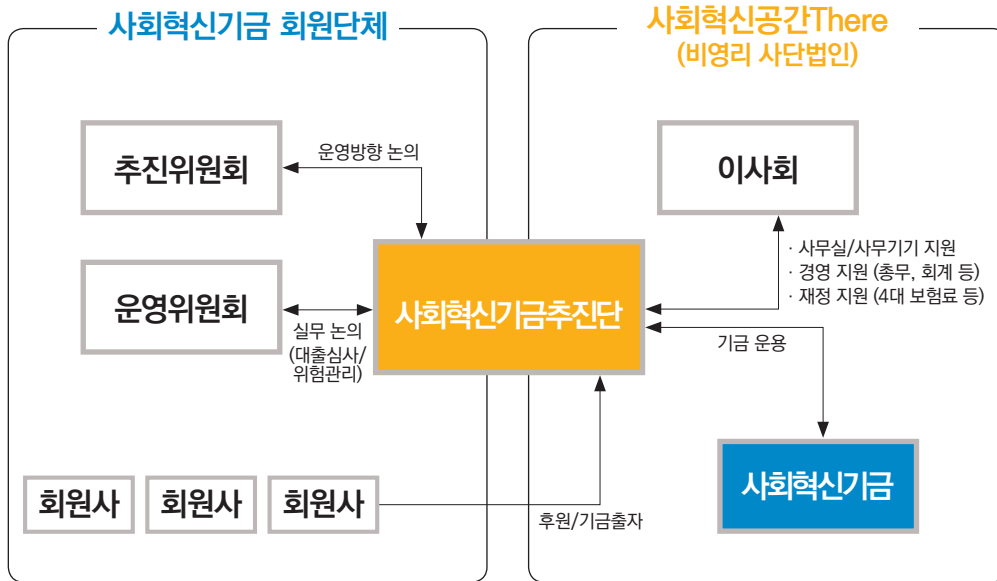 사회혁신기금 회원단체
사회혁신공간There
(비영리 사단법인)
추진위원회
운영방향 논의
이사회
· 사무실/사무기기 지원
· 경영 지원 (총무, 회계 등)
· 재정 지원 (4대 보험료 등)
운영위원회
실무 논의
(대출심사/
위험관리)
사회혁신기금추진단
기금 운용
사회혁신기금
회원사
회원사
회원사
후원/기금출자